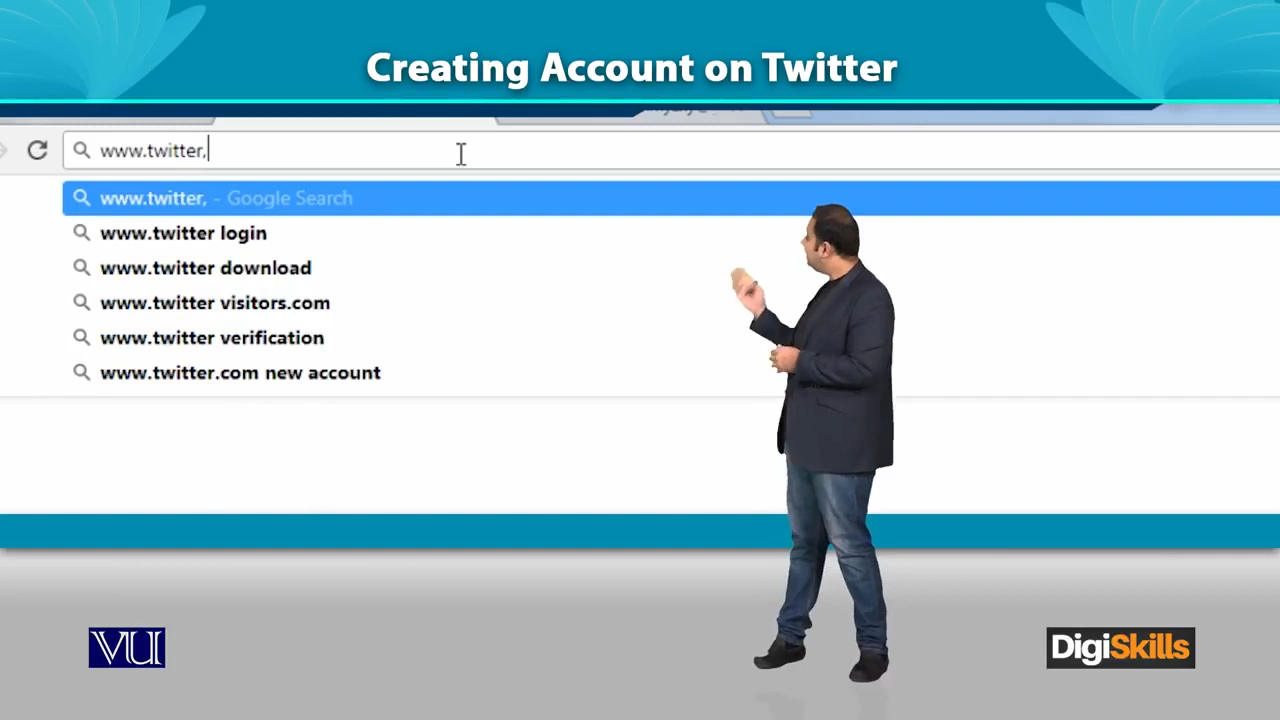 Creating Account on Twitter
www.twitter,
www.twitter, - Google Search
www.twitter login
www.twitter download
www.twitter visitors.com
www.twitter verification
www.twitter.com new account
VU
DigiSkills